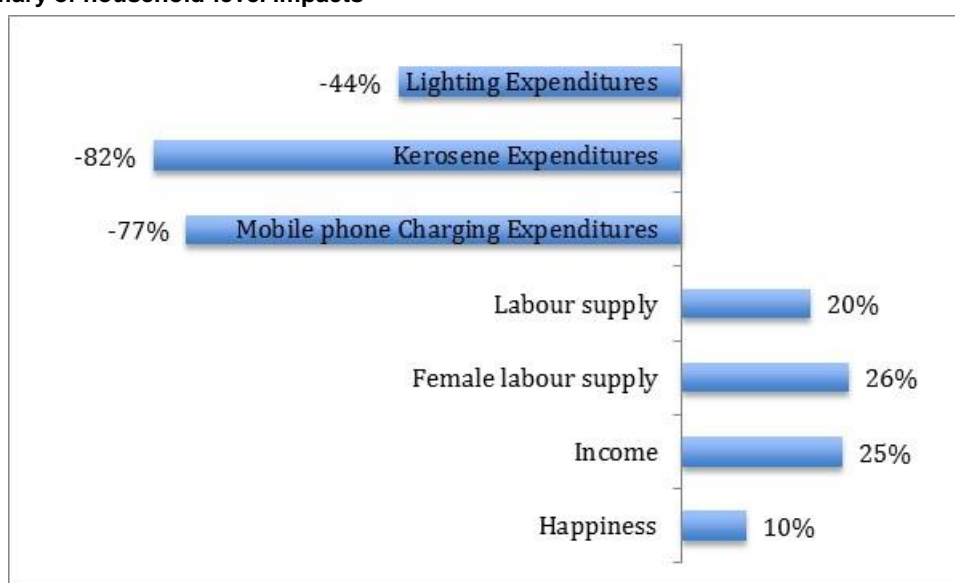 -44% Lighting Expenditures
-82% Kerosene Expenditures
-77% Mobile phone Charging Expenditures
Labour supply 20%
Female labour supply 26%
Income 25%
Happiness 10%